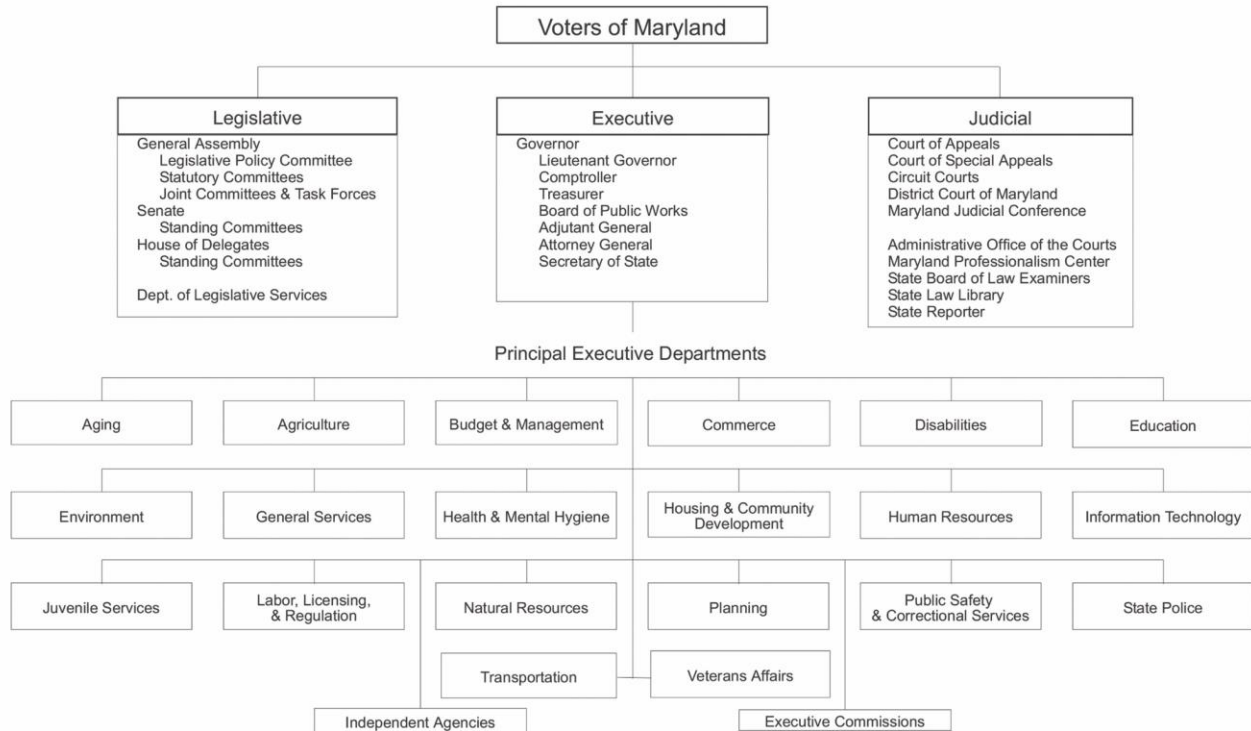 Voters of Maryland
Legislative
General Assembly
Legislative Policy Committee
Statutory Committees
Joint Committees & Task Forces
Senate
Standing Committees
House of Delegates
Standing Committees
Dept. of Legislative Services
Executive
Governor
Lieutenant Governor
Comptroller
Treasurer
Board of Public Works
Adjutant General
Attorney General
Secretary of State
Judicial
Court of Appeals
Court of Special Appeals
Circuit Courts
District Court of Maryland
Maryland Judicial Conference
Administrative Office of the Courts
Maryland Professionalism Center
State Board of Law Examiners
State Law Library
State Reporter
Principal Executive Departments
Aging
Agriculture
Budget & Management
Commerce
Disabilities
Education
Environment
General Services
Health & Mental Hygiene
Housing & Community
Development
Human Resources
Information Technology
Juvenile Services
Labor, Licensing,
& Regulation
Natural Resources
Planning
Public Safety
& Correctional Services
State Police
Transportation
Veterans Affairs
Independent Agencies
Executive Commissions